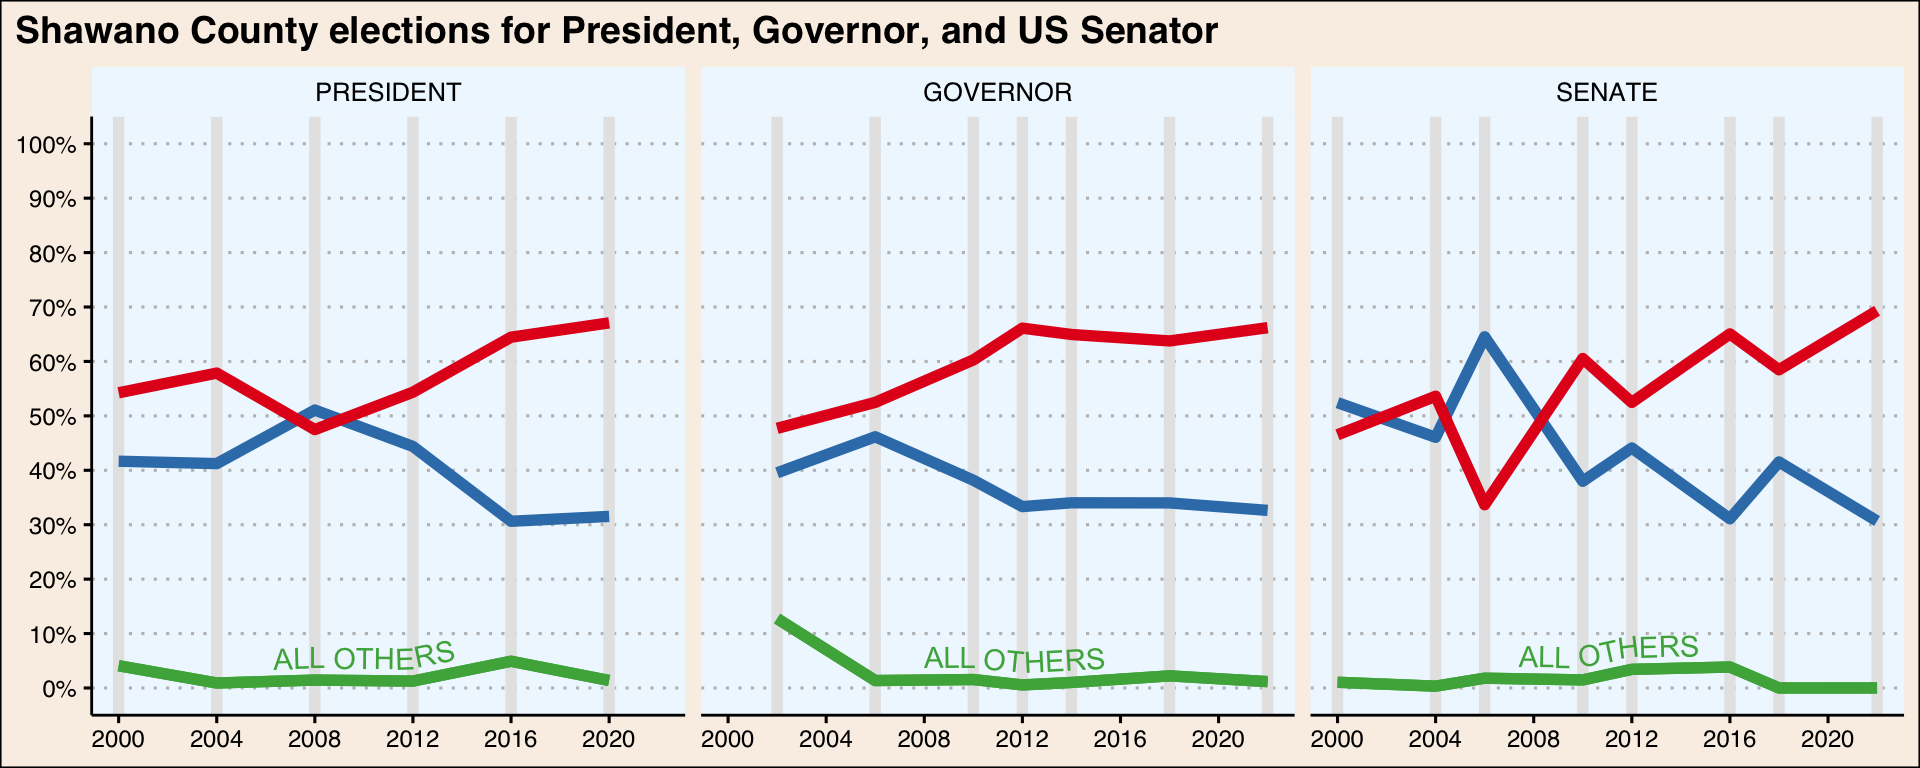 Shawano County elections for President, Governor, and US Senator
PRESIDENT
GOVERNOR
SENATE
100%
90%
80%
70%
60%
50%
40%
30%
20%
10%
0%
ALL OTHERS
ALL OTHERS
ALL OTHERS
2000 2004 2008 2012 2016 2020
2000 2004 2008 2012 2016 2020
2000 2004 2008 2012 2016 2020